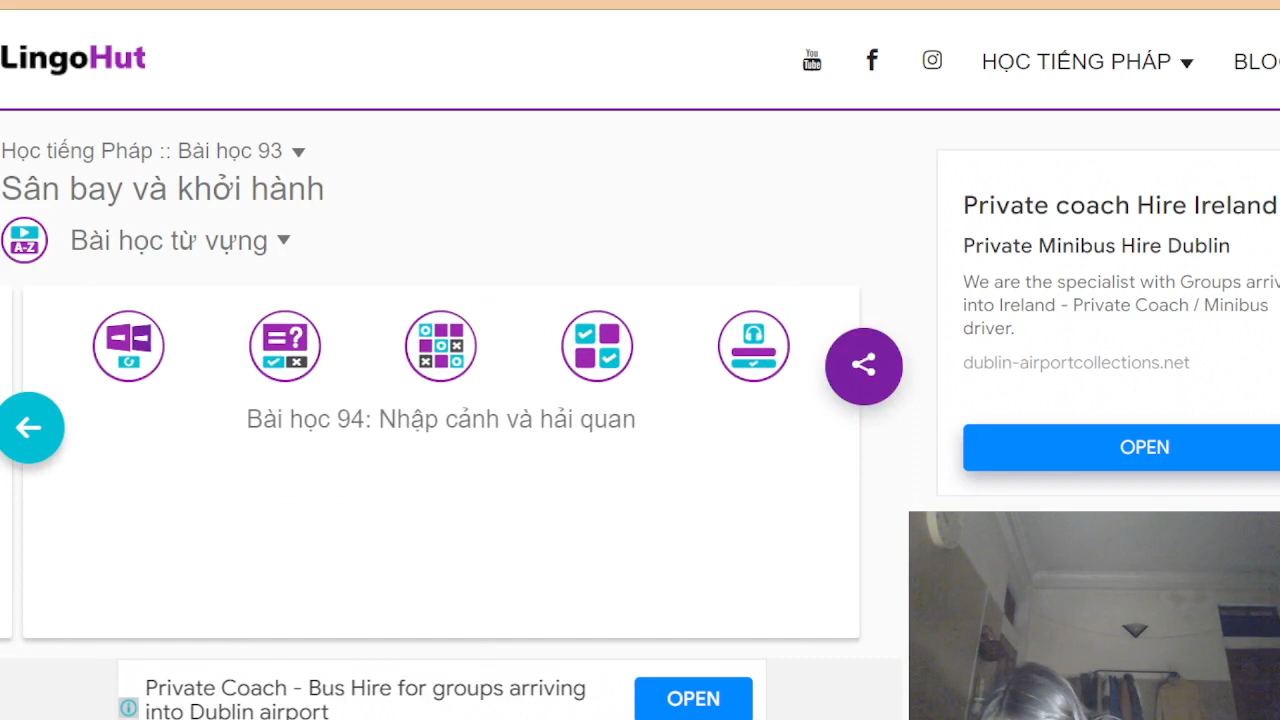 LingoHut
You
Tube
HỌC TIẾNG PHÁP
Học tiếng Pháp :: Bài học 93
Sân bay và khởi hành
A-Z
Bài học từ vựng
=?
Bài học 94: Nhập cảnh và hải quan
Private coach Hire Ireland
Private Minibus Hire Dublin
We are the specialist with Groups
into Ireland - Private Coach / Minibus
driver.
dublin-airportcollections.net
OPEN
Private Coach - Bus Hire for groups arriving
into Dublin airport
OPEN